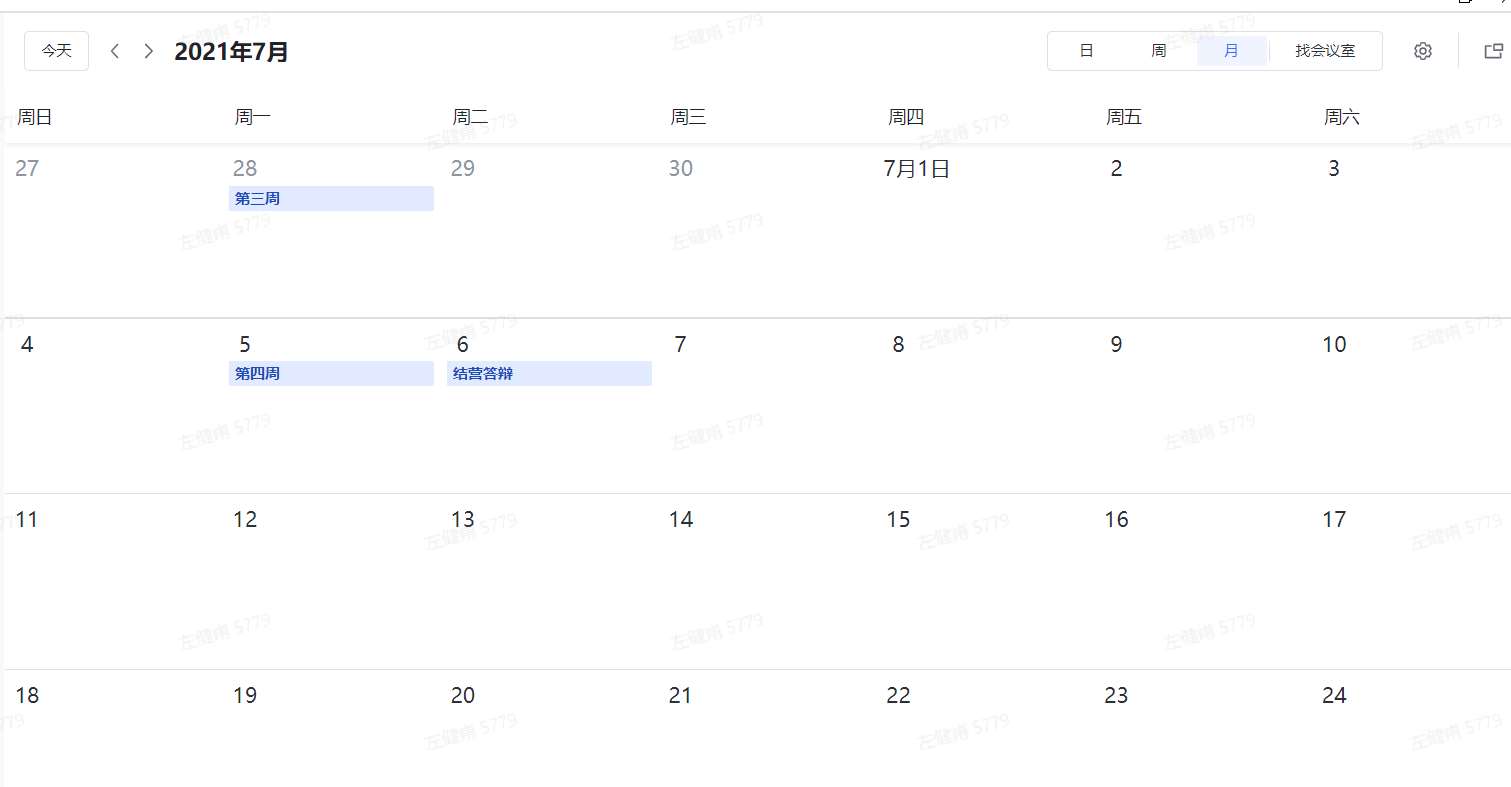 今天 2021年7月 日 周 月 找会议室
周日 周一 周二 周三 周四 周五 周六
27 28 29 30 7月1日 2 3
第三周
4 5 6 7 8 9 10
第四周 结营答辩
11 12 13 14 15 16 17
18 19 20 21 22 23 24
左健甫 5779